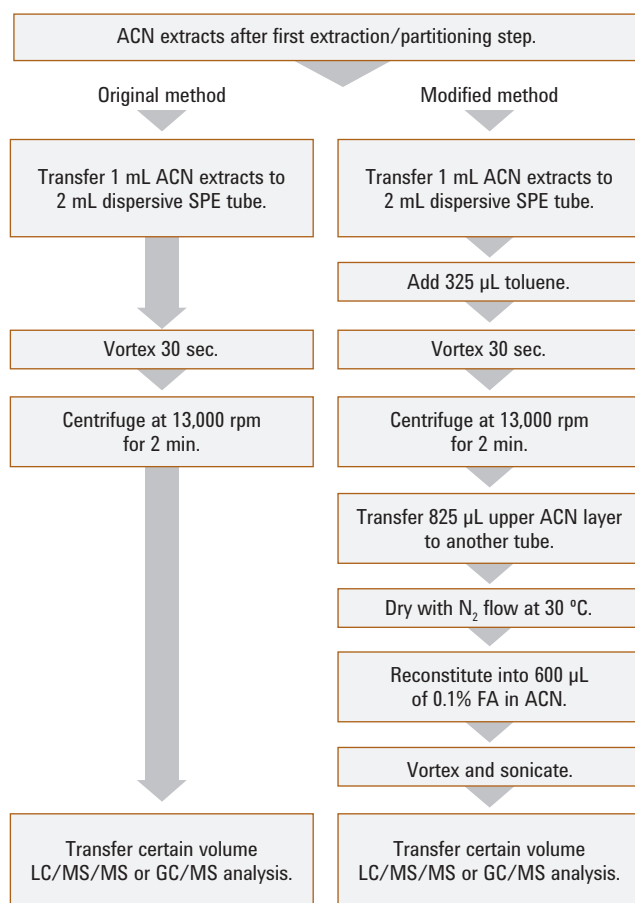 ACN extracts after first extraction/partitioning step.
Original method
Transfer 1 mL ACN extracts to
2 mL dispersive SPE tube.
Vortex 30 sec.
Centrifuge at 13,000 rpm
for 2 min.
Transfer certain volume
LC/MS/MS or GC/MS analysis.
Modified method
Transfer 1 mL ACN extracts to
2 mL dispersive SPE tube.
Add 325 µL toluene.
Vortex 30 sec.
Centrifuge at 13,000 rpm
for 2 min.
Transfer 825 µL upper ACN layer
to another tube.
Dry with N₂ flow at 30 ºC.
Reconstitute into 600 µL
of 0.1% FA in ACN.
Vortex and sonicate.
Transfer certain volume
LC/MS/MS or GC/MS analysis.